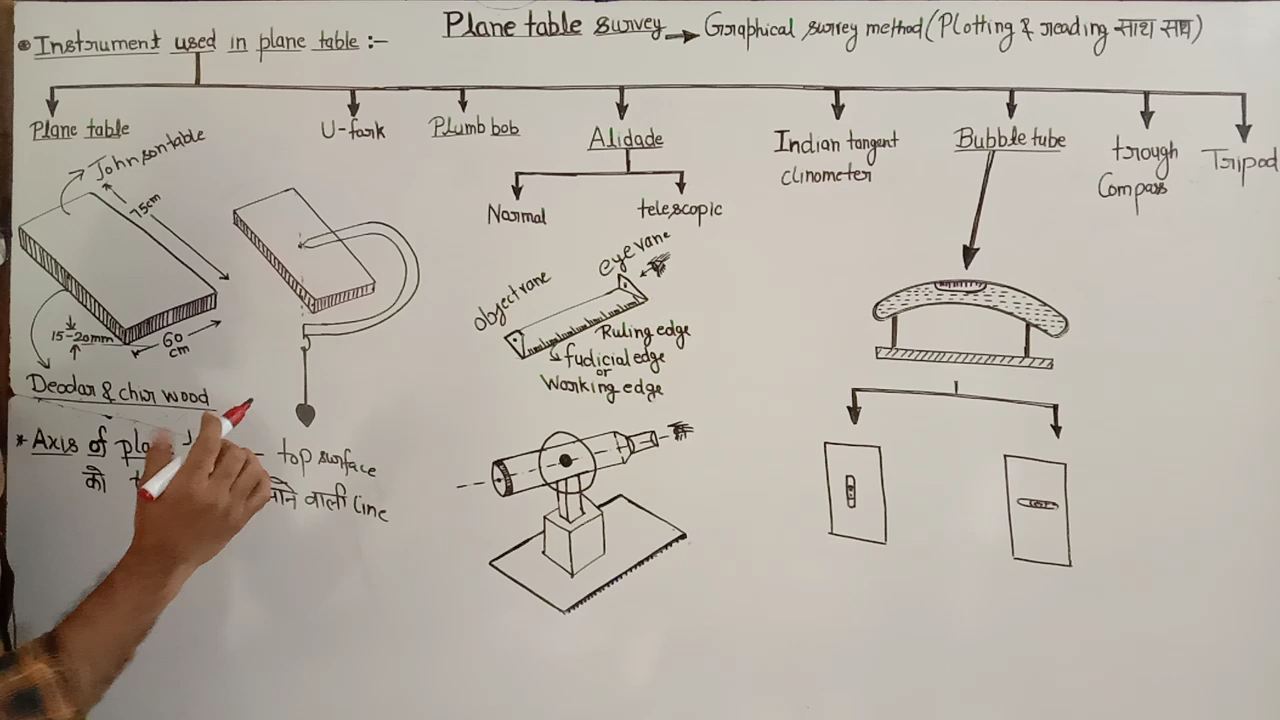 Plane table survey → Graphical survey method (Plotting & reading साथ साथ)
• Instrument used in plane table :-
Plane table
U-fark
Plumb bob
Alidade
Indian tangent
clinometer
Bubble tube
trough
Compass
Tripod
Johnson table
75cm
60
cm
15-20mm
Deodar & chir wood
Normal
telescopic
object vane
eye vane
Ruling edge
fudicial edge
or
Working edge
* Axis of
top surface
को
वाली line